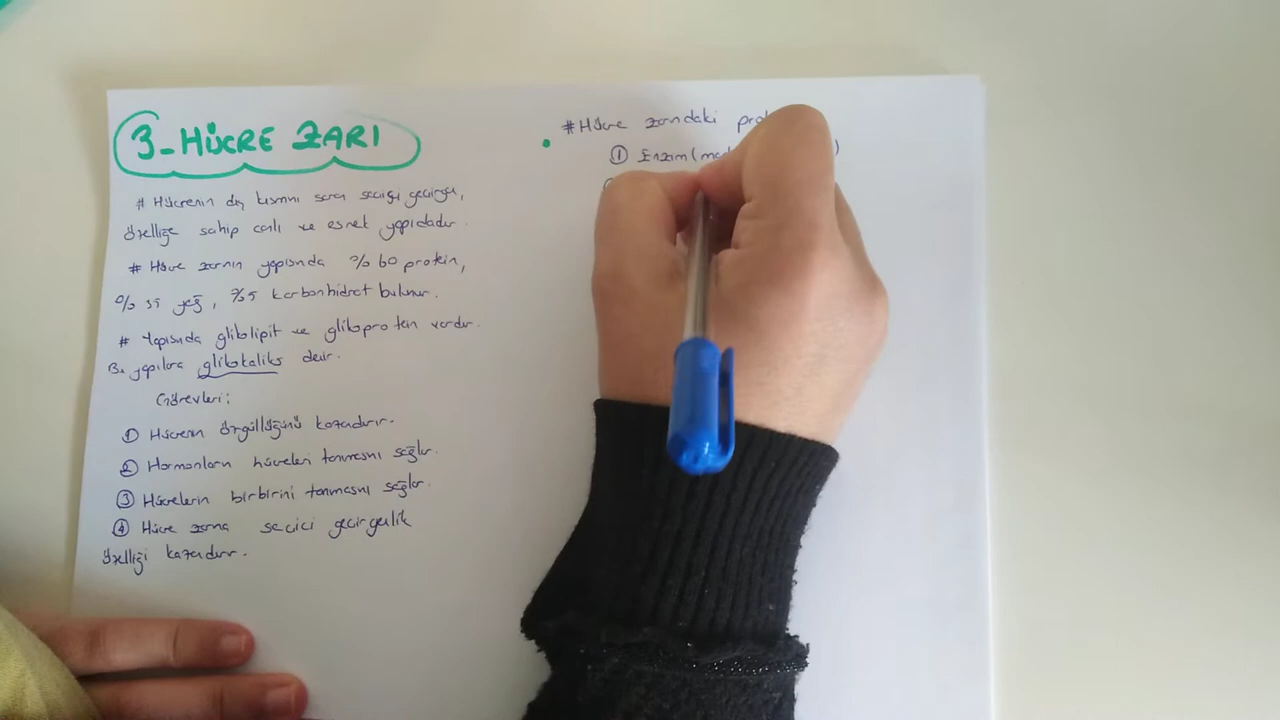 3_HÜCRE ZARI
# Hücrenin dış kısmını saran seçici geçirgen,
özelliğe sahip canlı ve esnek yapıdadır.
# Hücre zarının yapısında % 60 protein,
% 35 yağ, %5 karbonhidrat bulunur.
# Yapısında glikolipit ve glikoprotein vardır.
Bu yapılara glikokaliks denir.
Görevleri:
① Hücrenin özgüllüğünü kazandırır.
② Hormonların hücreleri tanımasını sağlar.
③ Hücrelerin birbirini tanımasını sağlar.
④ Hücre zarına seçici geçirgenlik
özelliği kazandırır.
# Hücre zarındaki
① Enzim (